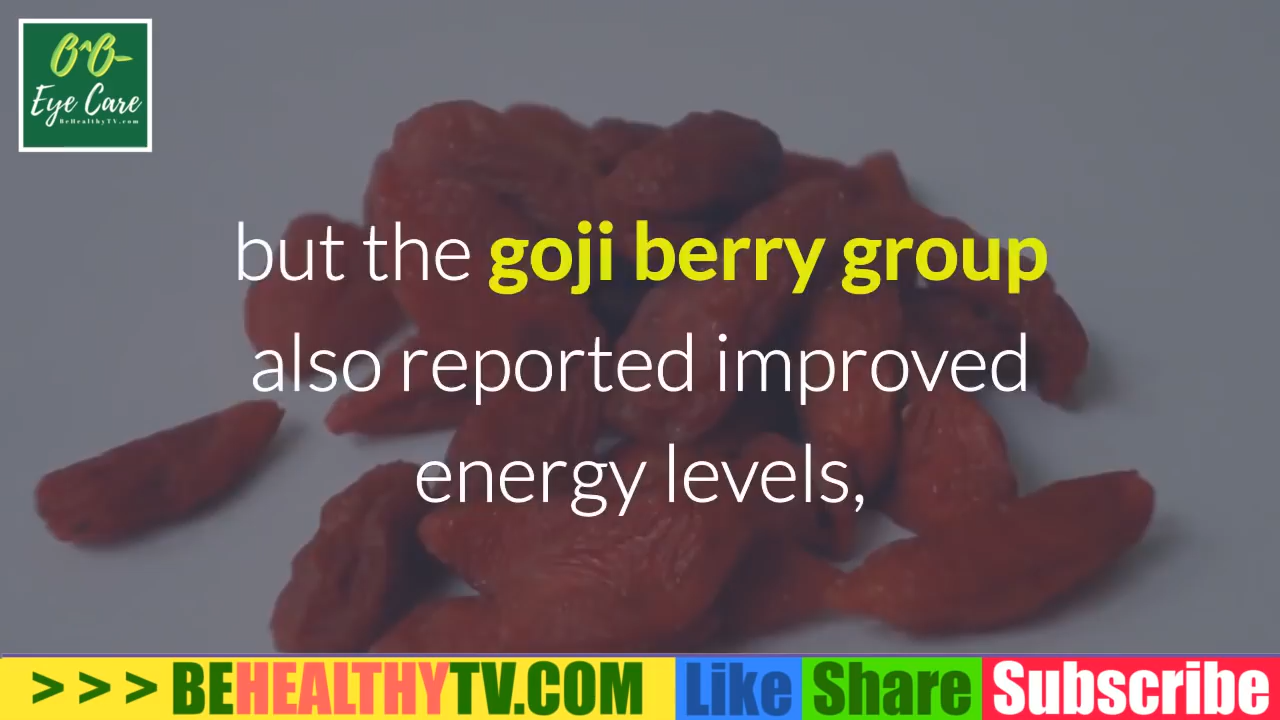 Eye Care
BeHealthyTV.com
but the goji berry group
also reported improved
energy levels,
> > > BEHEALTHYTV.COM Like Share Subscribe